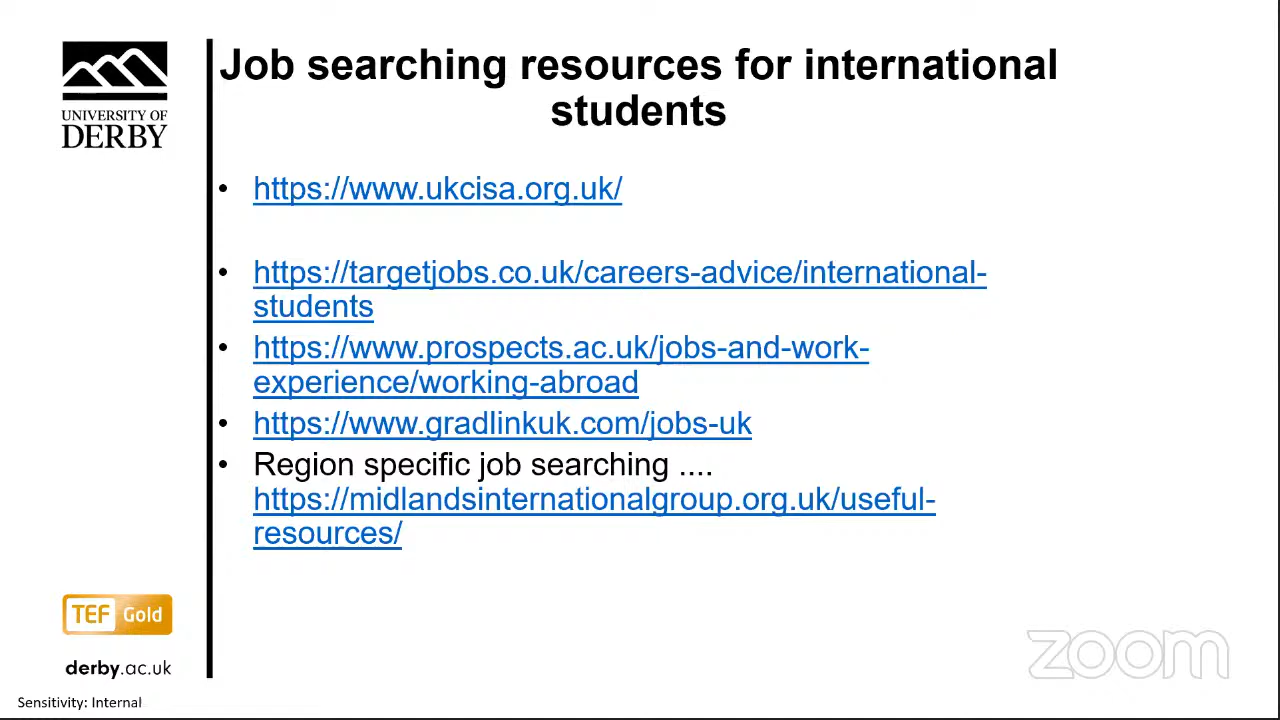 Job searching resources for international
students
UNIVERSITY OF
DERBY
• https://www.ukcisa.org.uk/
• https://targetjobs.co.uk/careers-advice/international-
students
• https://www.prospects.ac.uk/jobs-and-work-
experience/working-abroad
• https://www.gradlinkuk.com/jobs-uk
• Region specific job searching ....
https://midlandsinternationalgroup.org.uk/useful-
resources/
TEF Gold
derby.ac.uk
Sensitivity: Internal
zoom